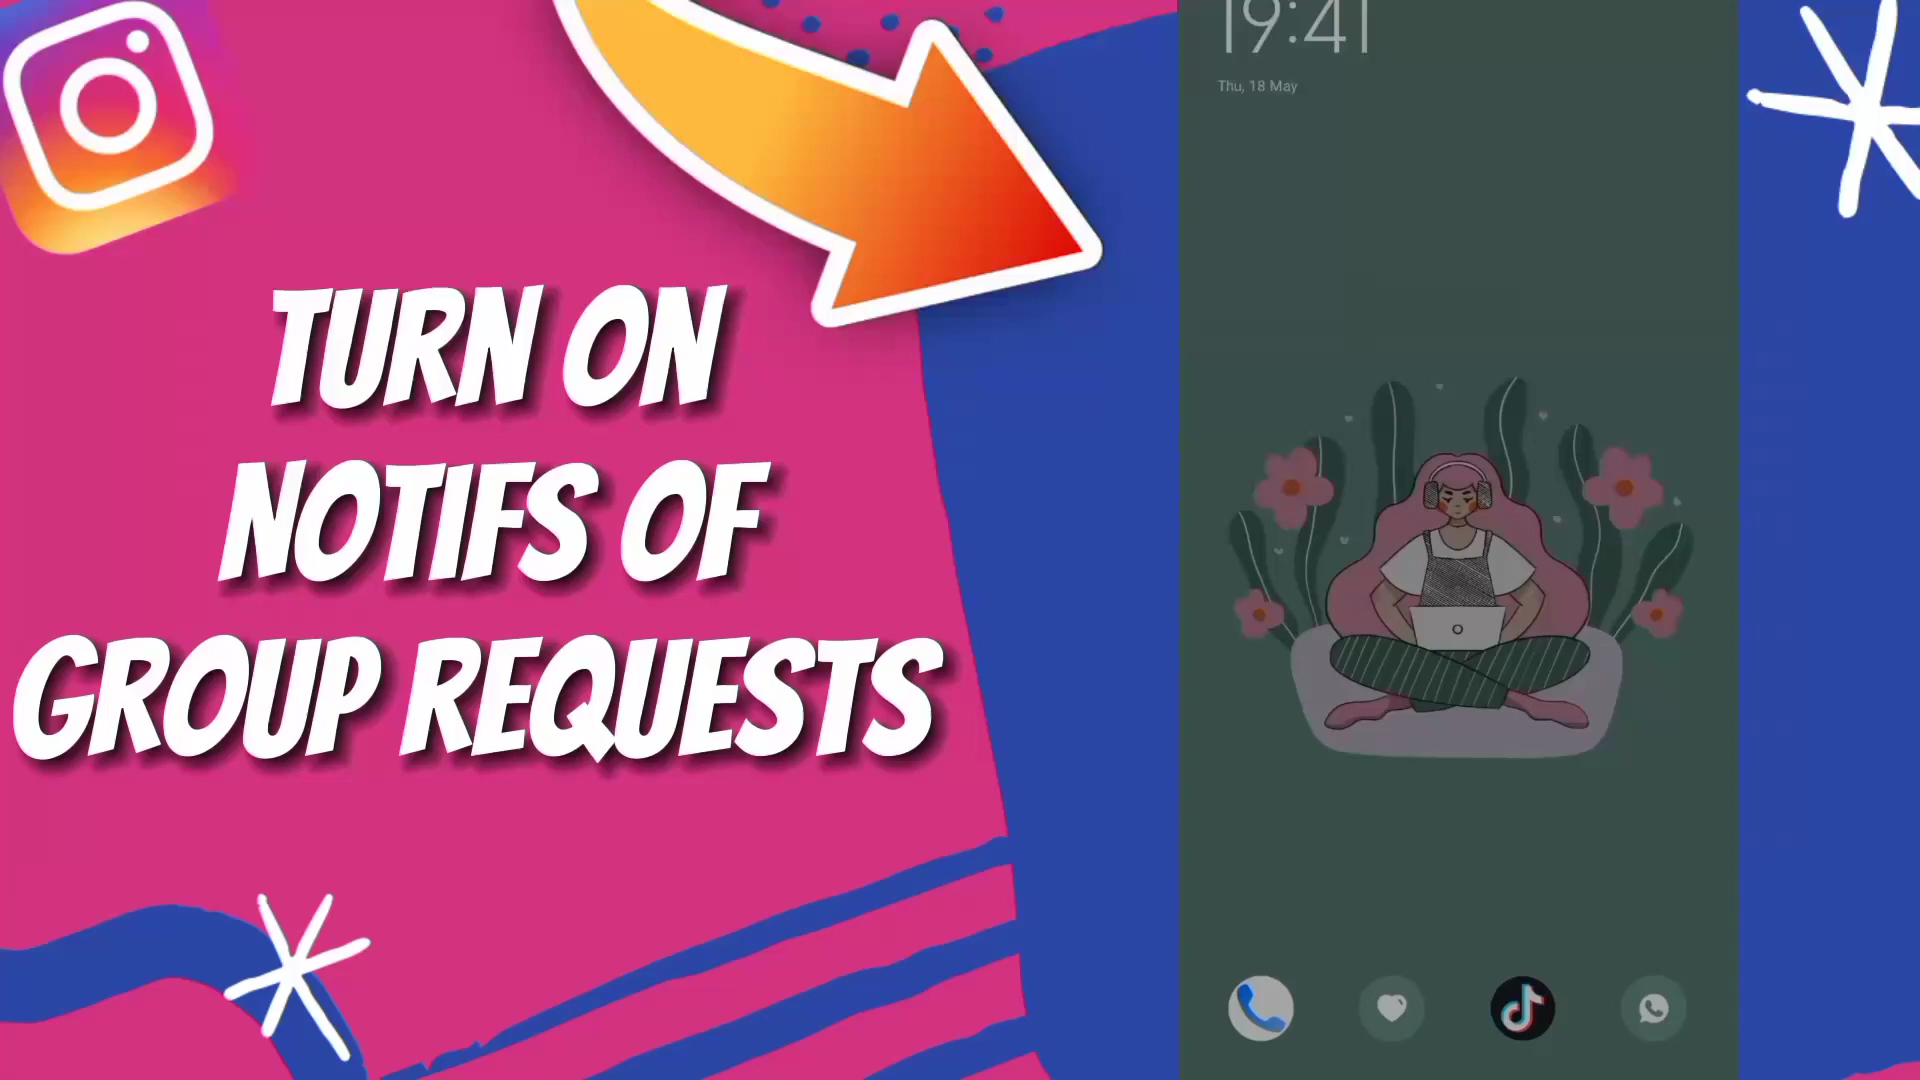 TURN ON
NOTIFS OF
GROUP REQUESTS
19:41
Thu, 18 May